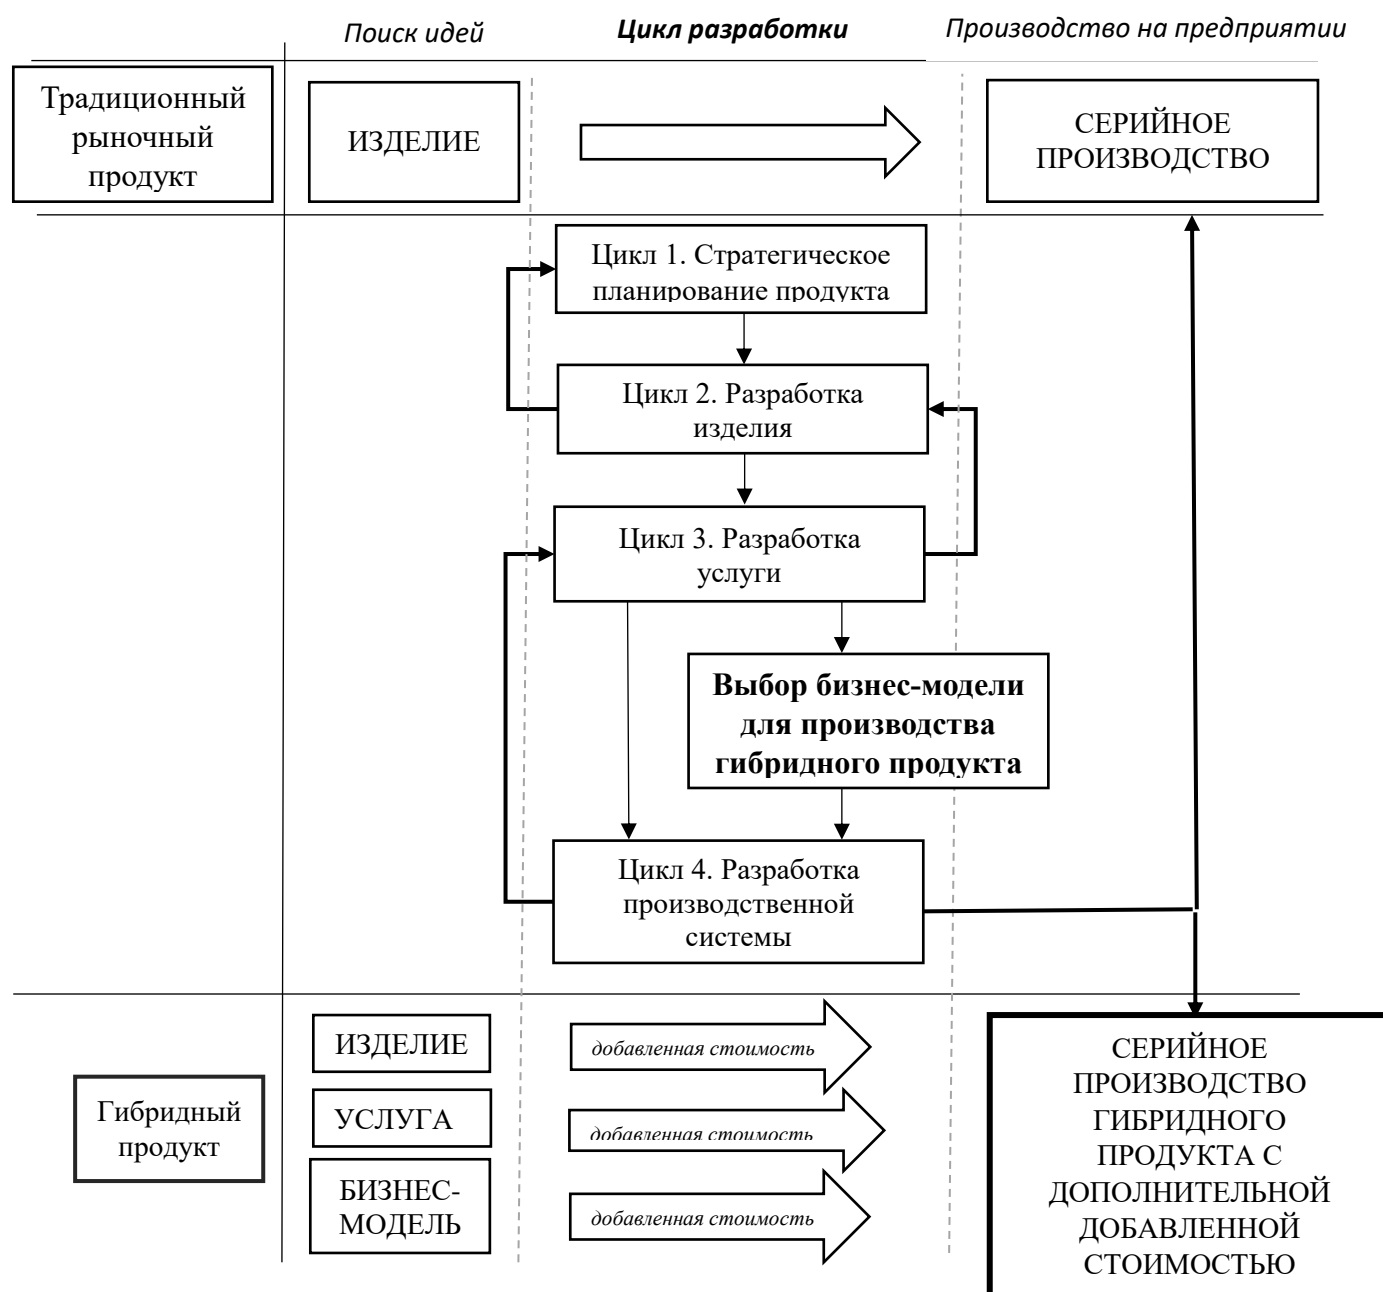 Поиск идей
Цикл разработки
Производство на предприятии
Традиционный
рыночный
продукт
ИЗДЕЛИЕ
СЕРИЙНОЕ
ПРОИЗВОДСТВО
Цикл 1. Стратегическое
планирование продукта
Цикл 2. Разработка
изделия
Цикл 3. Разработка
услуги
Выбор бизнес-модели
для производства
гибридного продукта
Цикл 4. Разработка
производственной
системы
Гибридный
продукт
ИЗДЕЛИЕ
добавленная стоимость
УСЛУГА
добавленная стоимость
БИЗНЕС-
МОДЕЛЬ
добавленная стоимость
СЕРИЙНОЕ
ПРОИЗВОДСТВО
ГИБРИДНОГО
ПРОДУКТА С
ДОПОЛНИТЕЛЬНОЙ
ДОБАВЛЕННОЙ
СТОИМОСТЬЮ